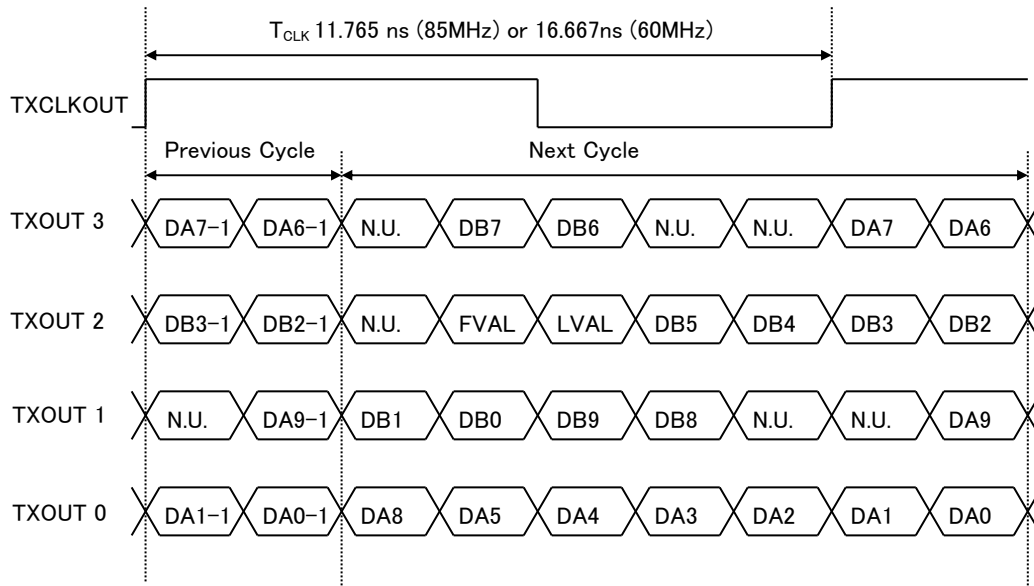 T_CLK 11.765 ns (85MHz) or 16.667ns (60MHz)
TXCLKOUT
Previous Cycle Next Cycle
TXOUT 3 DA7-1 DA6-1 N.U. DB7 DB6 N.U. N.U. DA7 DA6
TXOUT 2 DB3-1 DB2-1 N.U. FVAL LVAL DB5 DB4 DB3 DB2
TXOUT 1 N.U. DA9-1 DB1 DB0 DB9 DB8 N.U. N.U. DA9
TXOUT 0 DA1-1 DA0-1 DA8 DA5 DA4 DA3 DA2 DA1 DA0